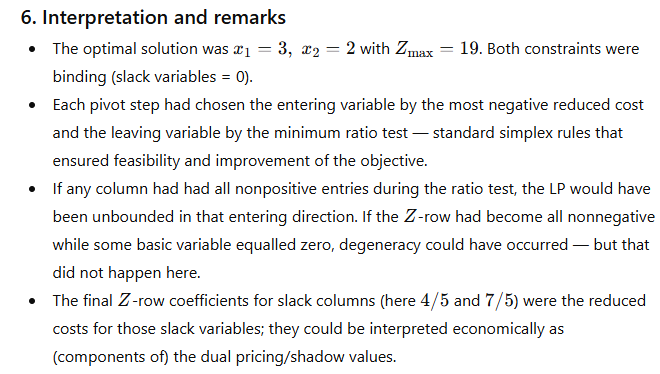 6. Interpretation and remarks
• The optimal solution was x₁ = 3, x₂ = 2 with Zmax = 19. Both constraints were
binding (slack variables = 0).
• Each pivot step had chosen the entering variable by the most negative reduced cost
and the leaving variable by the minimum ratio test — standard simplex rules that
ensured feasibility and improvement of the objective.
• If any column had had all nonpositive entries during the ratio test, the LP would have
been unbounded in that entering direction. If the Z-row had become all nonnegative
while some basic variable equalled zero, degeneracy could have occurred — but that
did not happen here.
• The final Z-row coefficients for slack columns (here 4/5 and 7/5) were the reduced
costs for those slack variables; they could be interpreted economically as
(components of) the dual pricing/shadow values.